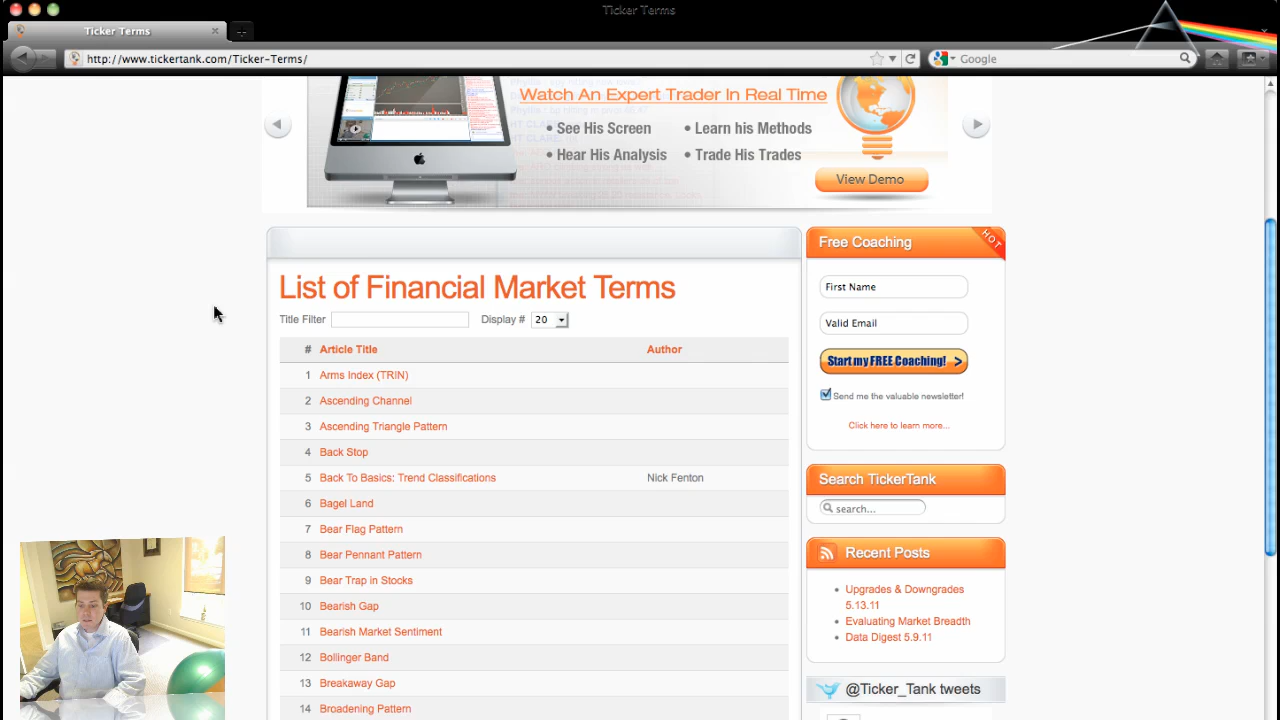 Ticker Terms
Ticker Terms
http://www.tickertank.com/Ticker-Terms/
Google
Watch An Expert Trader In Real Time
• See His Screen
• Learn his Methods
• Hear His Analysis
• Trade His Trades
View Demo
List of Financial Market Terms
Title Filter
Display # 20
# Article Title Author
1 Arms Index (TRIN)
2 Ascending Channel
3 Ascending Triangle Pattern
4 Back Stop
5 Back To Basics: Trend Classifications Nick Fenton
6 Bagel Land
7 Bear Flag Pattern
8 Bear Pennant Pattern
9 Bear Trap in Stocks
10 Bearish Gap
11 Bearish Market Sentiment
12 Bollinger Band
13 Breakaway Gap
14 Broadening Pattern
Free Coaching
HOT
First Name
Valid Email
Start my FREE Coaching! >
Send me the valuable newsletter!
Click here to learn more...
Search TickerTank
search...
Recent Posts
• Upgrades & Downgrades
5.13.11
• Evaluating Market Breadth
• Data Digest 5.9.11
@Ticker_Tank tweets